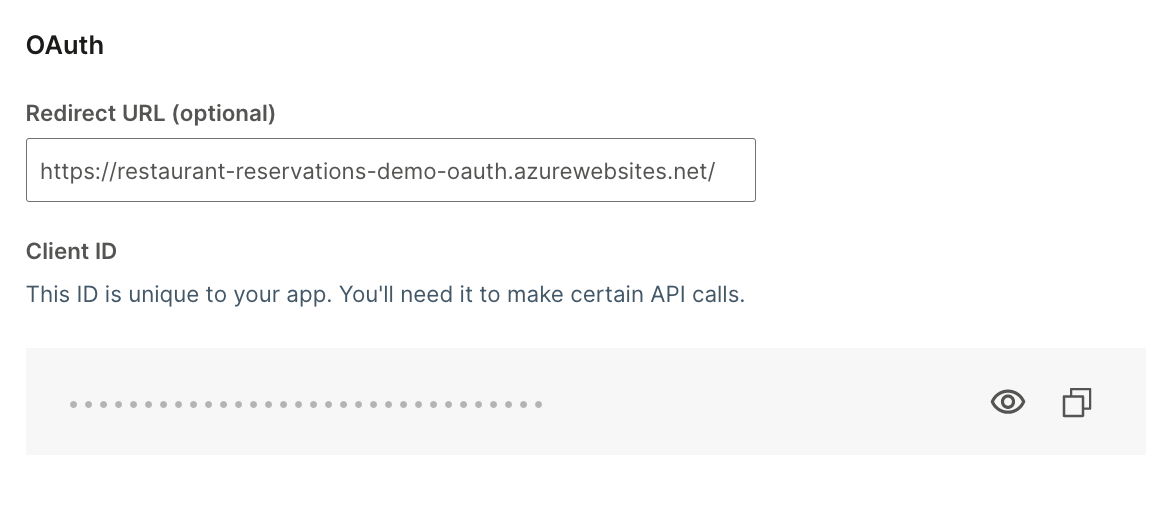 OAuth
Redirect URL (optional)
https://restaurant-reservations-demo-oauth.azurewebsites.net/
Client ID
This ID is unique to your app. You'll need it to make certain API calls.
••••••••••••••••••••••••••••••••